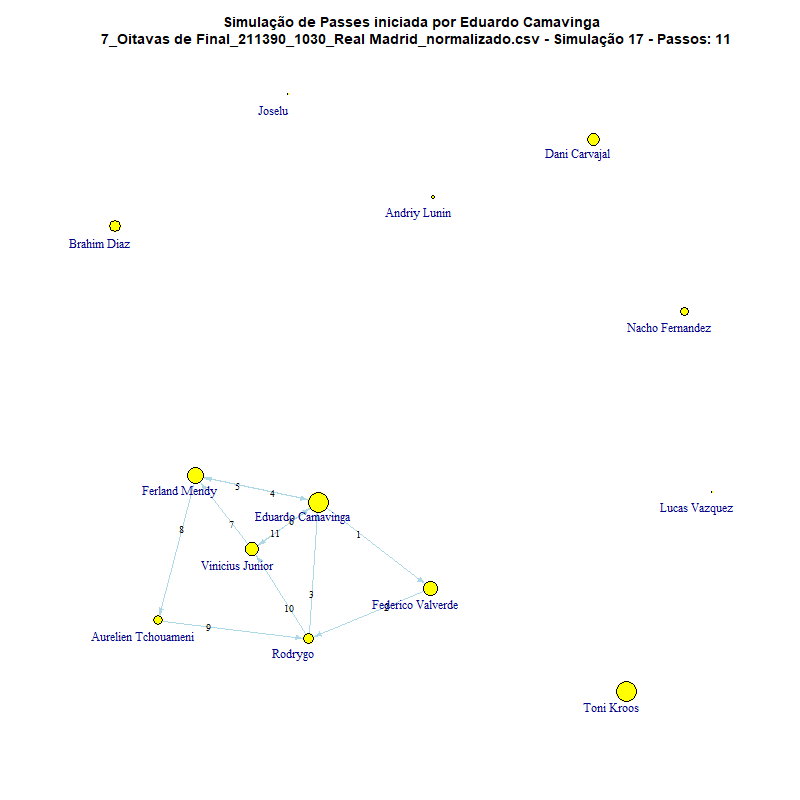 Simulação de Passes iniciada por Eduardo Camavinga
7_Oitavas de Final_211390_1030_Real Madrid_normalizado.csv - Simulação 17 - Passos: 11
Joselu
Dani Carvajal
Andriy Lunin
Brahim Diaz
Nacho Fernandez
5
4
Ferland Mendy
Lucas Vazquez
Eduardo Camavinga
6
7
8
11
1
Vinicius Junior
3
Federico Valverde
2
10
9
Aurelien Tchouameni
Rodrygo
Toni Kroos